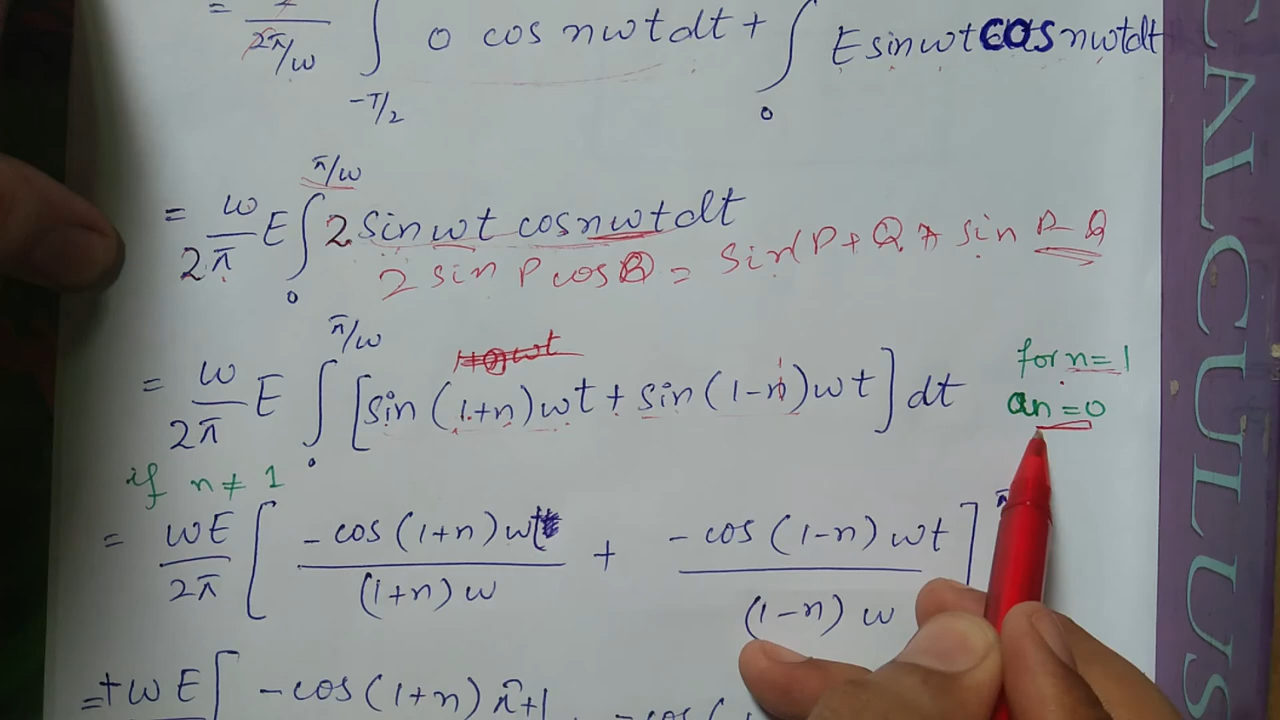 = 2π/ω ∫ -T/2 0 cos nωt dt + ∫ 0 E sin ωt cos nωt dt
= ω/2π E ∫ 0 π/ω 2 sin ωt cos nωt dt
2 sin P cos Q = sin(P+Q + sin P-Q
= ω/2π E ∫ 0 π/ω [sin (1+n)ωt + sin (1-n)ωt] dt
for n=1
an=0
if n≠1
= ωE/2π [ -cos (1+n)ωt / (1+n)ω + -cos (1-n)ωt / (1-n)ω ]
=+ωE [ -cos(1+n)π+1
CALCULUS